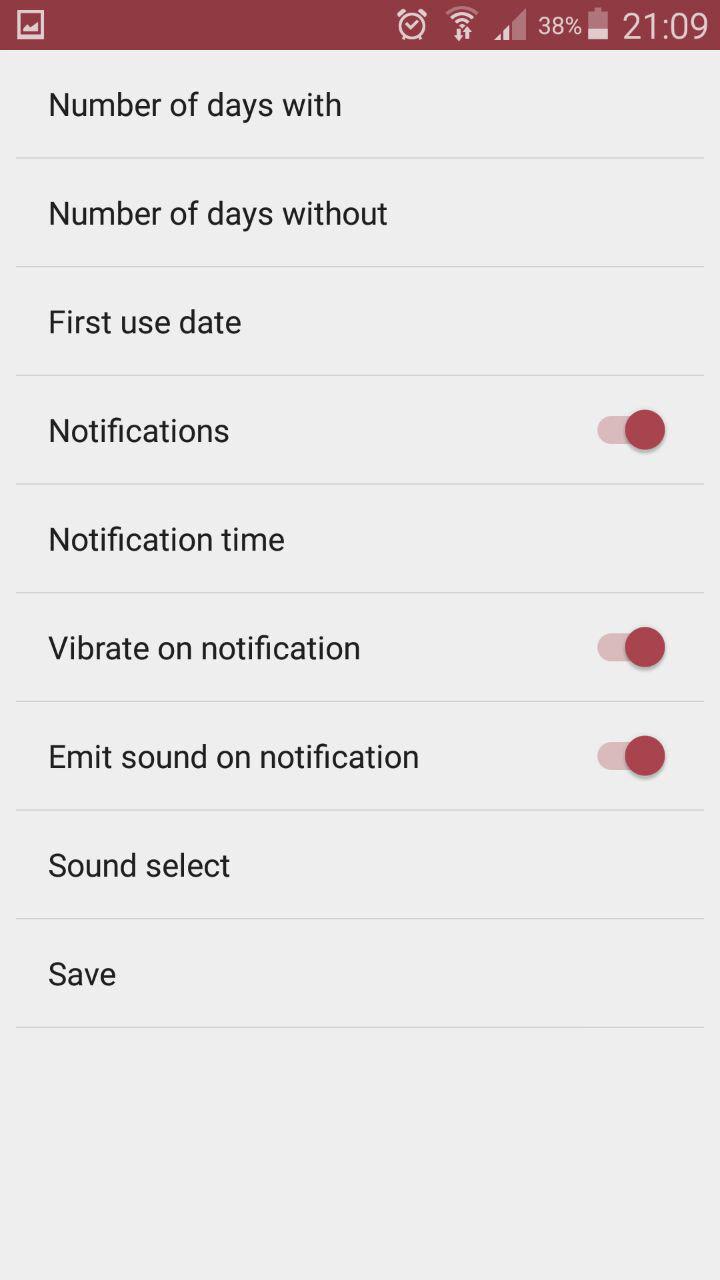 38% 21:09
Number of days with
Number of days without
First use date
Notifications
Notification time
Vibrate on notification
Emit sound on notification
Sound select
Save